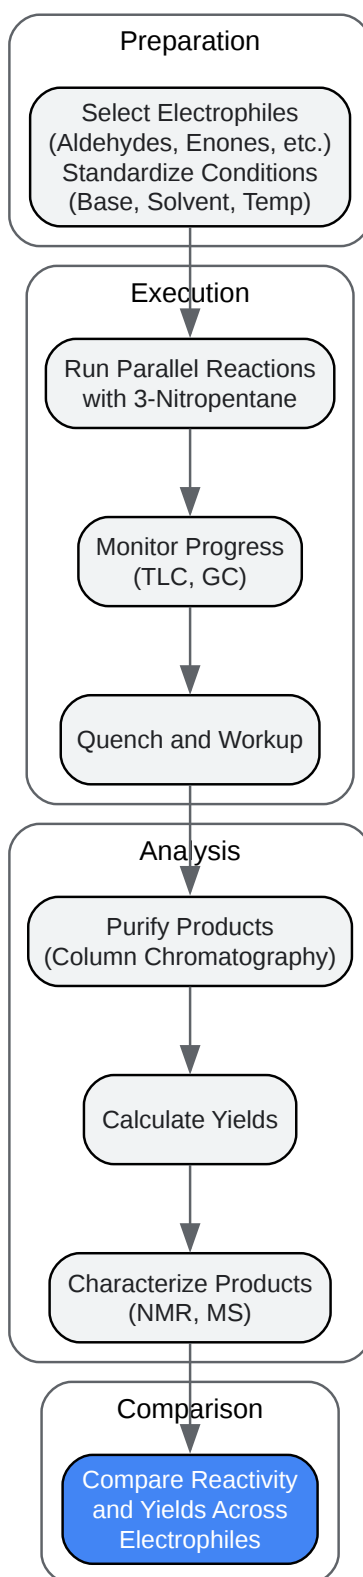 Preparation
Select Electrophiles
(Aldehydes, Enones, etc.)
Standardize Conditions
(Base, Solvent, Temp)
Execution
Run Parallel Reactions
with 3-Nitropentane
Monitor Progress
(TLC, GC)
Quench and Workup
Analysis
Purify Products
(Column Chromatography)
Calculate Yields
Characterize Products
(NMR, MS)
Comparison
Compare Reactivity
and Yields Across
Electrophiles